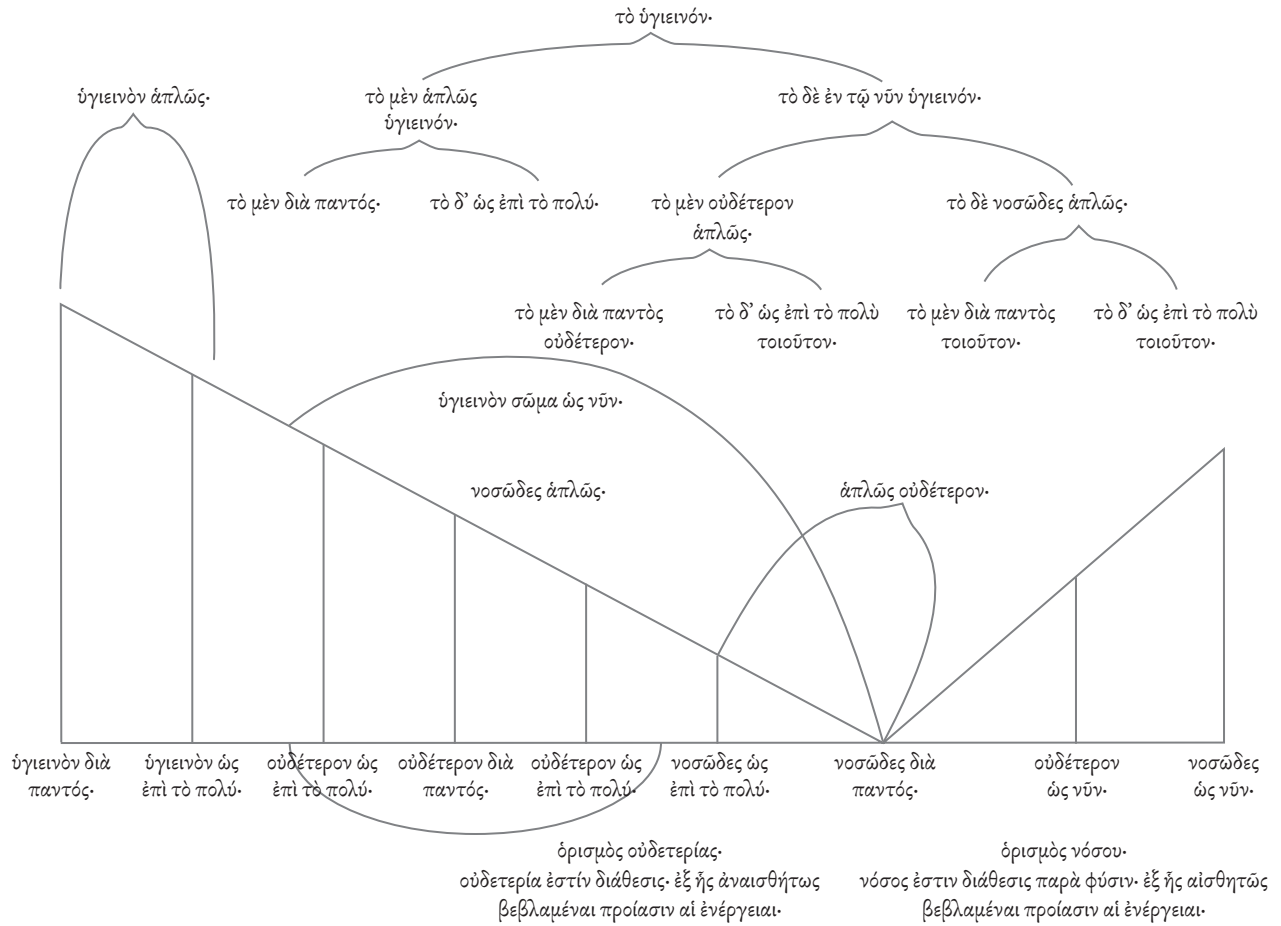 τὸ ὑγιεινόν·
ὑγιεινὸν ἁπλῶς·
τὸ μὲν ἁπλῶς
ὑγιεινόν·
τὸ δὲ ἐν τῷ νῦν ὑγιεινόν·
τὸ μὲν διὰ παντός·
τὸ δ’ ὡς ἐπὶ τὸ πολύ·
τὸ μὲν οὐδέτερον
ἁπλῶς·
τὸ δὲ νοσῶδες ἁπλῶς·
τὸ μὲν διὰ παντὸς
οὐδέτερον·
τὸ δ’ ὡς ἐπὶ τὸ πολὺ
τοιοῦτον·
τὸ μὲν διὰ παντὸς
τοιοῦτον·
τὸ δ’ ὡς ἐπὶ τὸ πολὺ
τοιοῦτον·
ὑγιεινὸν σῶμα ὡς νῦν·
νοσῶδες ἁπλῶς·
ἁπλῶς οὐδέτερον·
ὑγιεινὸν διὰ
παντός·
ὑγιεινὸν ὡς
ἐπὶ τὸ πολύ·
οὐδέτερον ὡς
ἐπὶ τὸ πολύ·
οὐδέτερον διὰ
παντός·
οὐδέτερον ὡς
ἐπὶ τὸ πολύ·
νοσῶδες ὡς
ἐπὶ τὸ πολύ·
νοσῶδες διὰ
παντός·
οὐδέτερον
ὡς νῦν·
νοσῶδες
ὡς νῦν·
ὁρισμὸς οὐδετερίας·
οὐδετερία ἐστίν διάθεσις· ἐξ ἧς ἀναισθήτως
βεβλαμέναι προίασιν αἱ ἐνέργειαι·
ὁρισμὸς νόσου·
νόσος ἐστιν διάθεσις παρὰ φύσιν· ἐξ ἧς αἰσθητῶς
βεβλαμέναι προίασιν αἱ ἐνέργειαι·